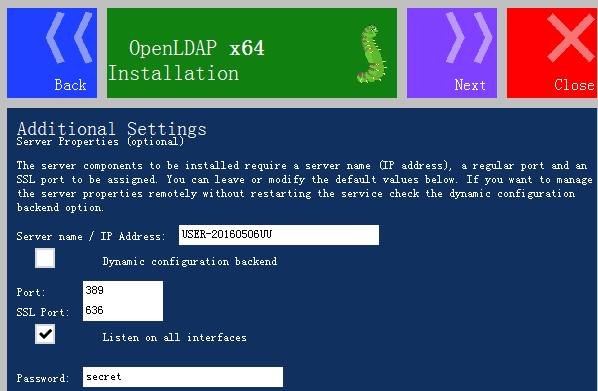 OpenLDAP x64
Installation
Back
Next
Close
Additional Settings
Server Properties (optional)
The server components to be installed require a server name (IP address), a regular port and an
SSL port to be assigned. You can leave or modify the default values below. If you want to manage
the server properties remotely without restarting the service check the dynamic configuration
backend option.
Server name / IP Address: USER-20160506UU
Dynamic configuration backend
Port: 389
SSL Port: 636
Listen on all interfaces
Password: secret